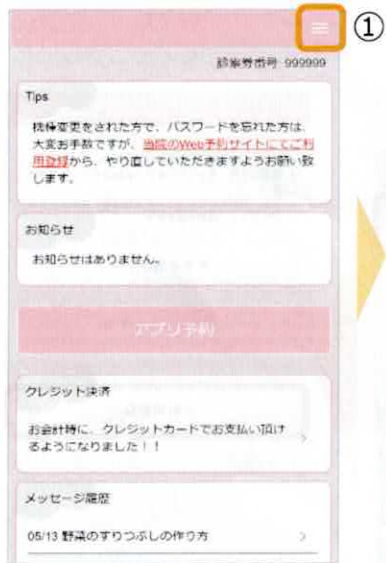 ①
診察券番号 999999
Tips
機種変更をされた方で、パスワードを忘れた方は、
大変お手数ですが、当院のWeb予約サイトにてご利
用登録から、やり直していただきますようお願い致
します。
お知らせ
お知らせはありません。
アプリ予約
クレジット決済
お会計時に、クレジットカードでお支払い頂け
るようになりました！！
メッセージ履歴
05/13 野菜のすりつぶしの作り方